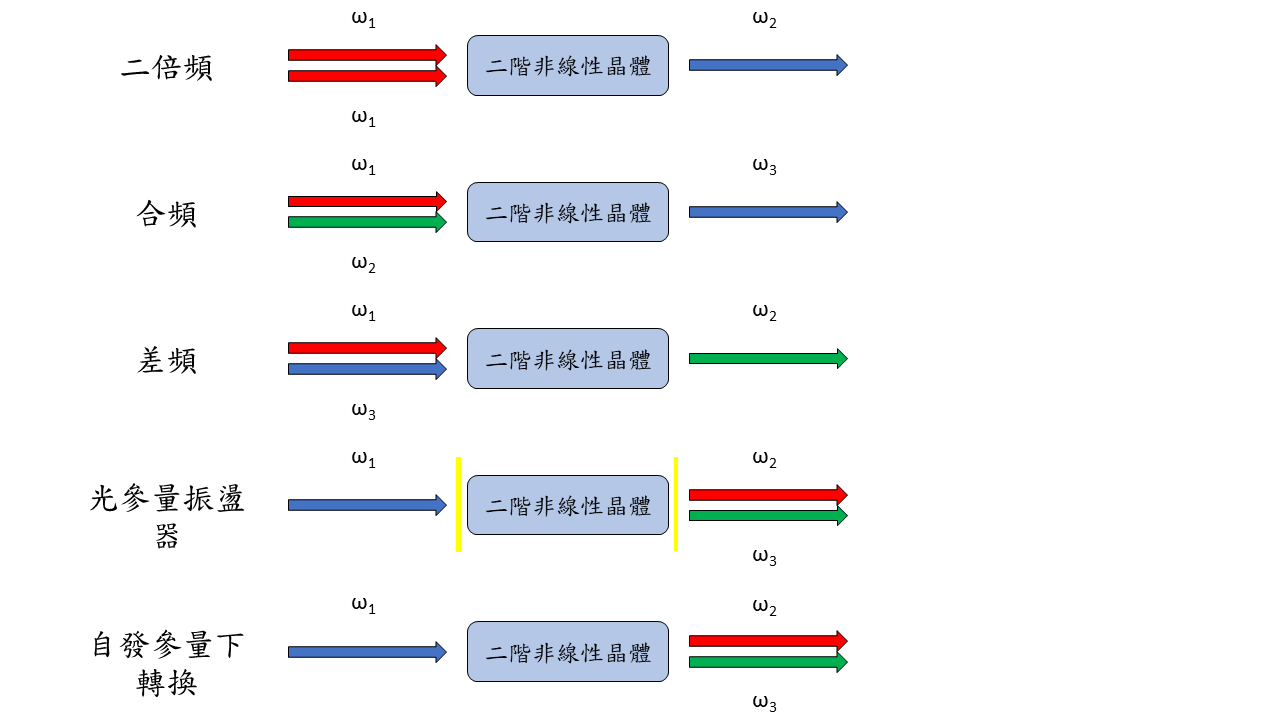 ω₁
ω₂
二倍頻
二階非線性晶體
ω₁
ω₁
ω₃
合頻
二階非線性晶體
ω₂
ω₁
ω₂
差頻
二階非線性晶體
ω₃
ω₁
ω₂
光參量振盪
器
二階非線性晶體
ω₃
ω₁
ω₂
自發參量下
轉換
二階非線性晶體
ω₃